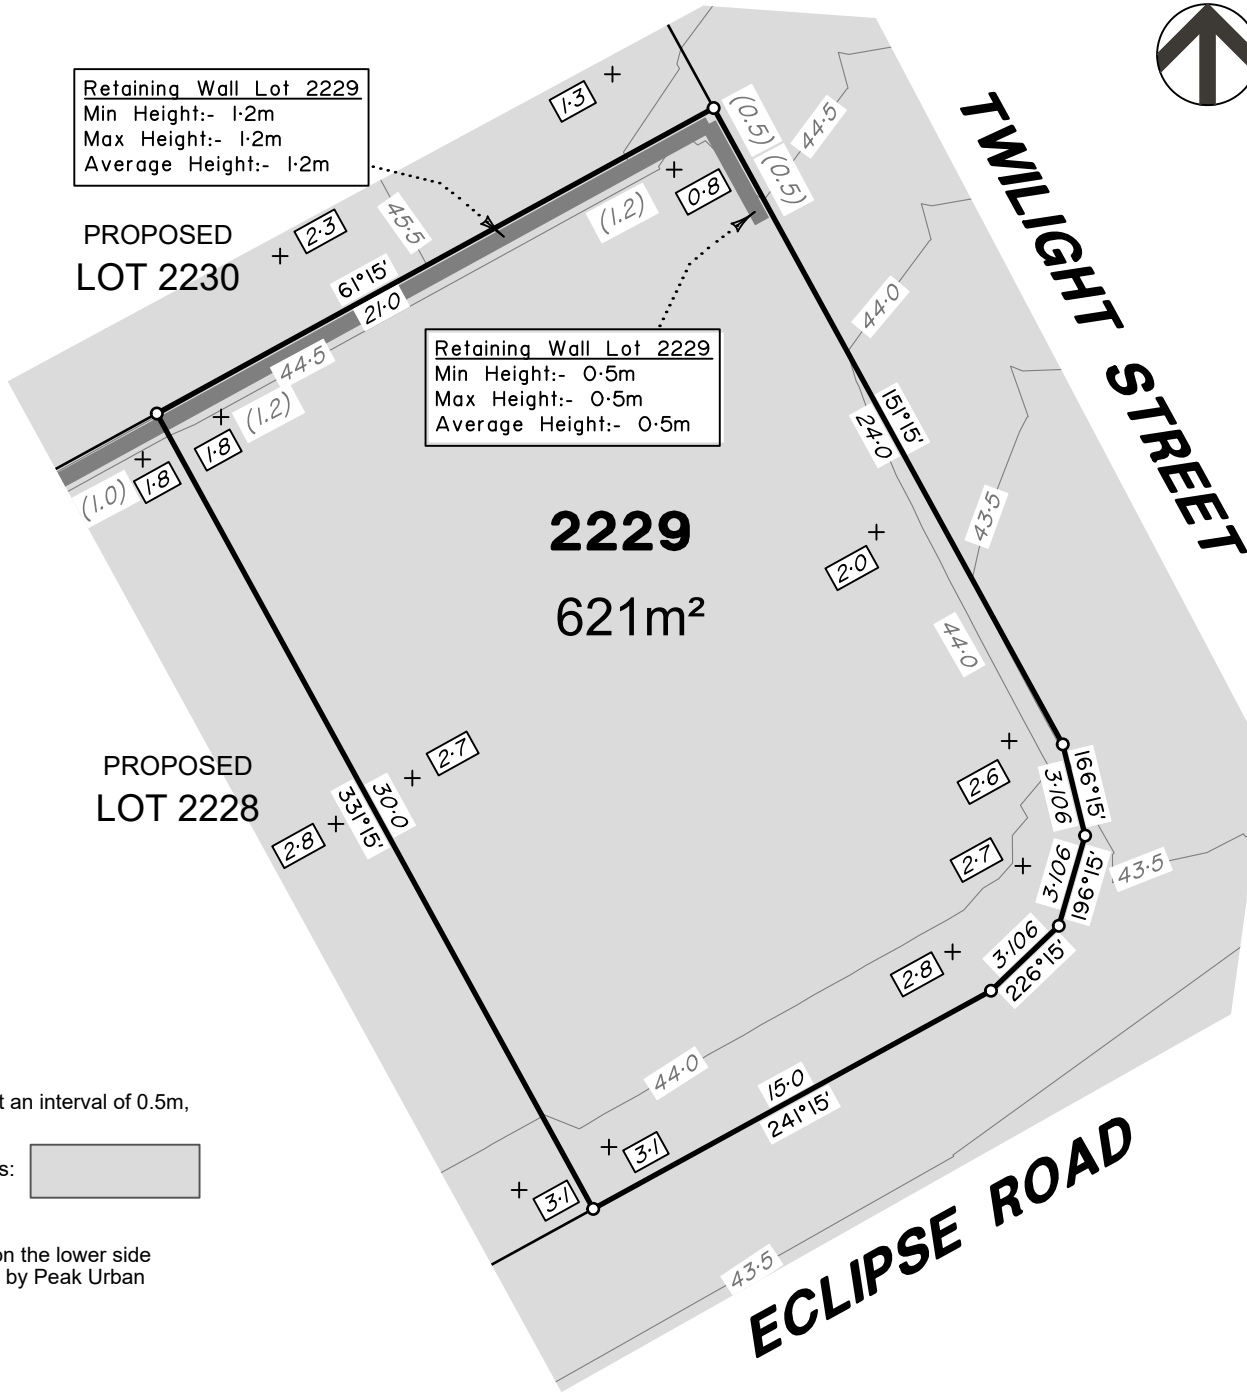 Retaining Wall Lot 2229
Min Height:- 1·2m
Max Height:- 1·2m
Average Height:- 1·2m
1·3
(0.5)
(0.5)
44·5
TWILIGHT STREET
PROPOSED
LOT 2230
2·3
45·5
(1.2)
0·8
61°15'
21·0
44·0
44·5
Retaining Wall Lot 2229
Min Height:- 0·5m
Max Height:- 0·5m
Average Height:- 0·5m
(1.2)
1·8
1·8
(1.0)
151°15'
24·0
43·5
2229
621m²
2·0
44·0
PROPOSED
LOT 2228
2·7
30·0
331°15'
2·8
2·6
3·106
166°15'
2·7
3·106
196°15'
43·5
3·106
226°15'
2·8
44·0
15·0
241°15'
3·1
3·1
43·5
ECLIPSE ROAD
t an interval of 0.5m,
s:
on the lower side
by Peak Urban